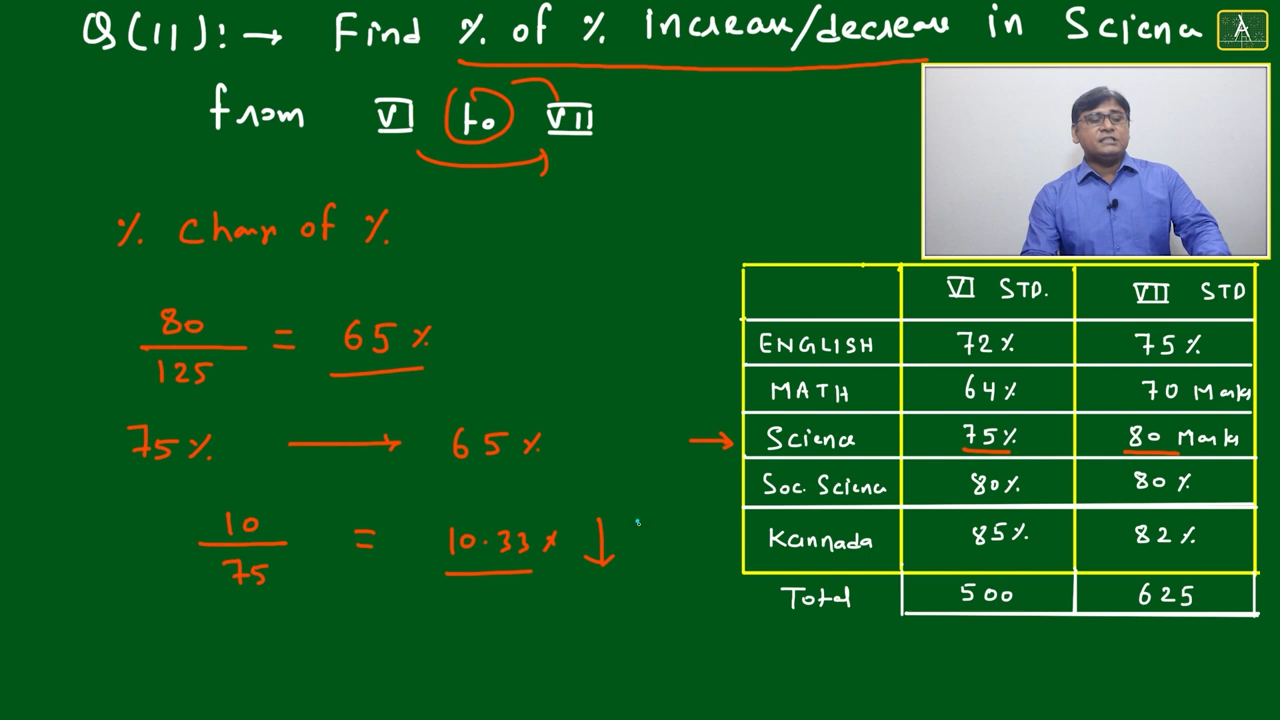 Q(11):→ Find % of % Increase/decrease in Science
from VI to VII
% Change of %
80/125 = 65%
75% → 65%
10/75 = 10.33% ↓
VI STD. VII STD
ENGLISH 72% 75%
MATH 64% 70 Marks
→ Science 75% 80 Marks
Soc. Science 80% 80%
Kannada 85% 82%
Total 500 625
A